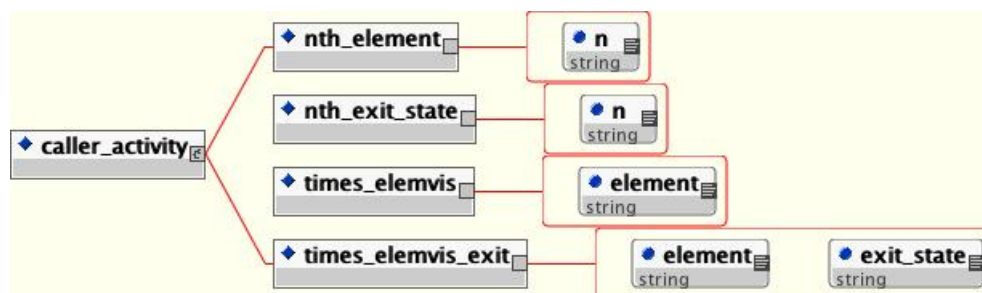 nth_element
n
string
nth_exit_state
n
string
caller_activity
times_elemvis
element
string
times_elemvis_exit
element exit_state
string string